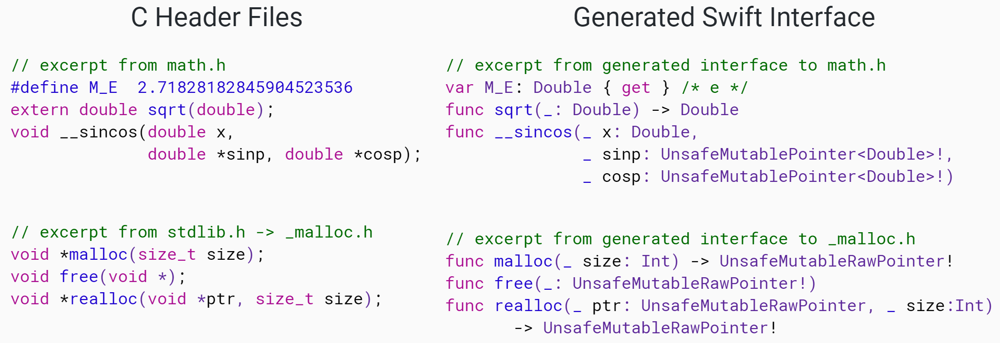 C Header Files
// excerpt from math.h
#define M_E  2.71828182845904523536
extern double sqrt(double);
void __sincos(double x,
              double *sinp, double *cosp);
// excerpt from stdlib.h -> _malloc.h
void *malloc(size_t size);
void free(void *);
void *realloc(void *ptr, size_t size);
Generated Swift Interface
// excerpt from generated interface to math.h
var M_E: Double { get } /* e */
func sqrt(_: Double) -> Double
func __sincos(_ x: Double,
              _ sinp: UnsafeMutablePointer<Double>!,
              _ cosp: UnsafeMutablePointer<Double>!)
// excerpt from generated interface to _malloc.h
func malloc(_ size: Int) -> UnsafeMutableRawPointer!
func free(_: UnsafeMutableRawPointer!)
func realloc(_ ptr: UnsafeMutableRawPointer, _ size:Int)
       -> UnsafeMutableRawPointer!